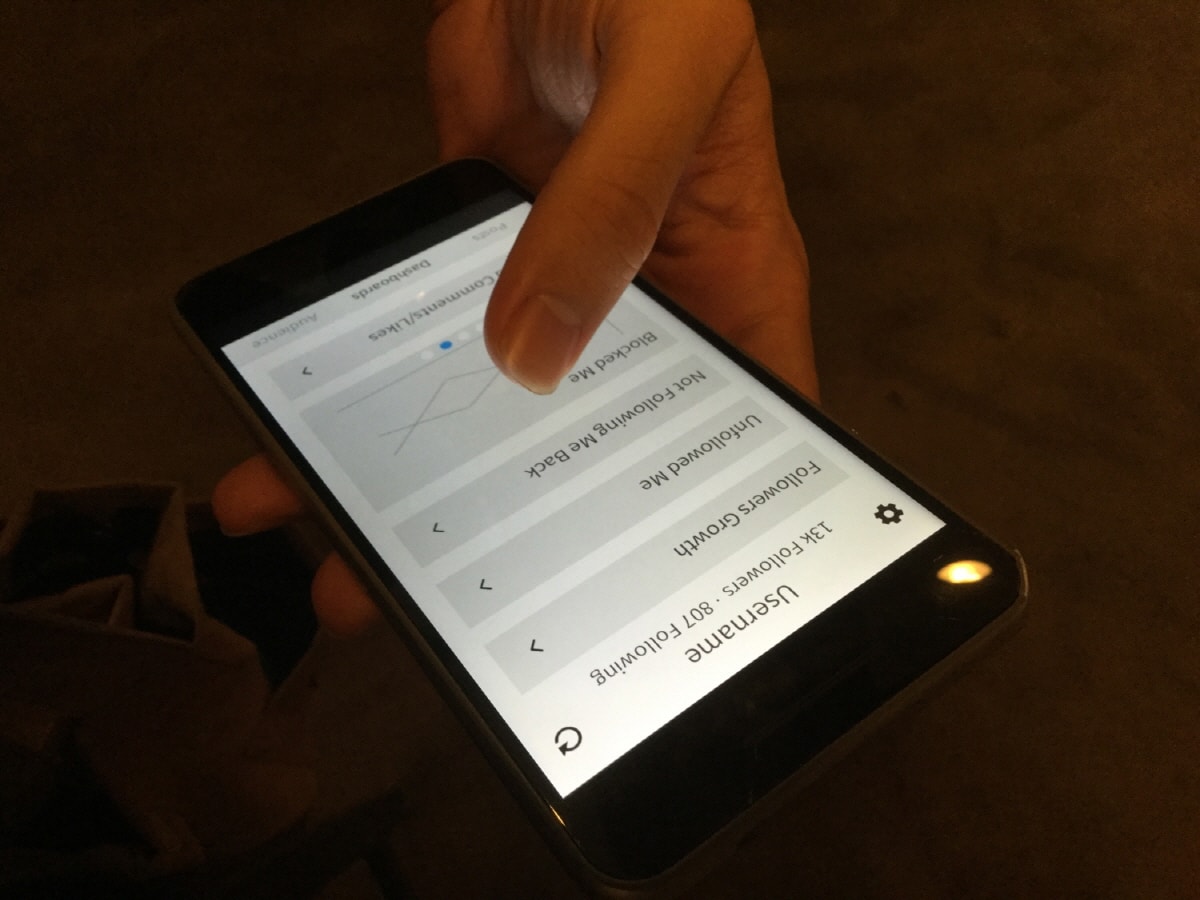 Username
13k Followers · 807 Following
Followers Growth
Unfollowed Me
Not Following Me Back
Blocked Me
Comments/Likes
Posts Dashboards Audience